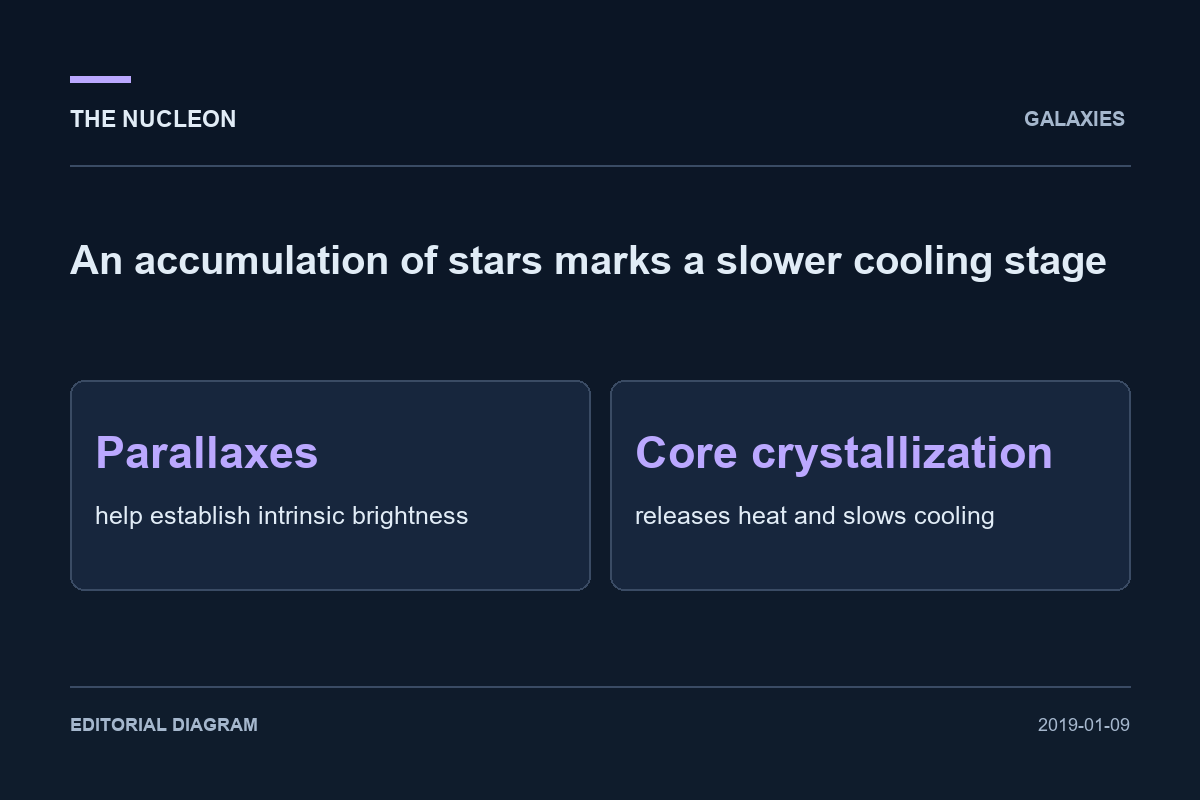 THE NUCLEON
GALAXIES
An accumulation of stars marks a slower cooling stage
Parallaxes
help establish intrinsic brightness
Core crystallization
releases heat and slows cooling
EDITORIAL DIAGRAM
2019-01-09